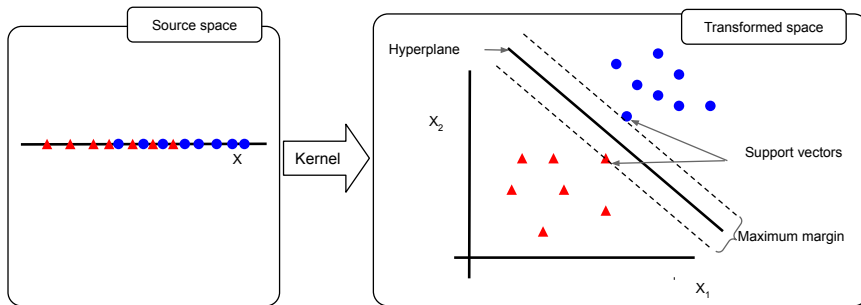 Source space
X
Kernel
Transformed space
Hyperplane
X2
Support vectors
Maximum margin
X1